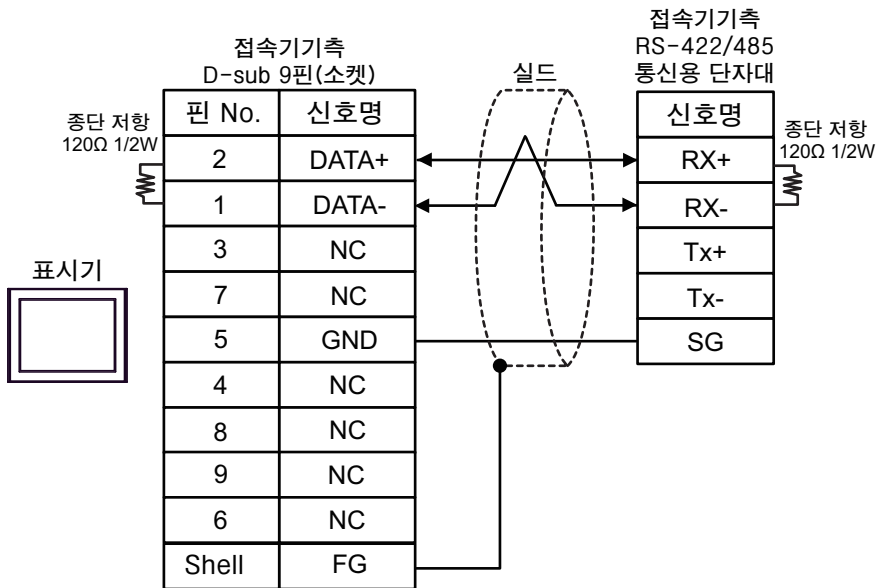 접속기기측
D-sub 9핀(소켓)
실드
접속기기측
RS-422/485
통신용 단자대
종단 저항
120Ω 1/2W
핀 No. 신호명
2 DATA+
1 DATA-
3 NC
7 NC
5 GND
4 NC
8 NC
9 NC
6 NC
Shell FG
표시기
신호명
RX+
RX-
Tx+
Tx-
SG
종단 저항
120Ω 1/2W